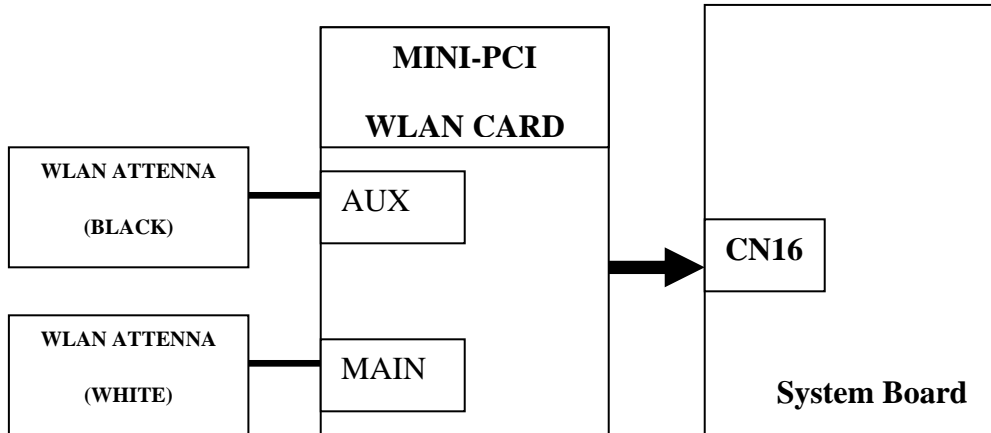 MINI-PCI
WLAN CARD
WLAN ATTENNA
(BLACK)
AUX
CN16
WLAN ATTENNA
(WHITE)
MAIN
System Board